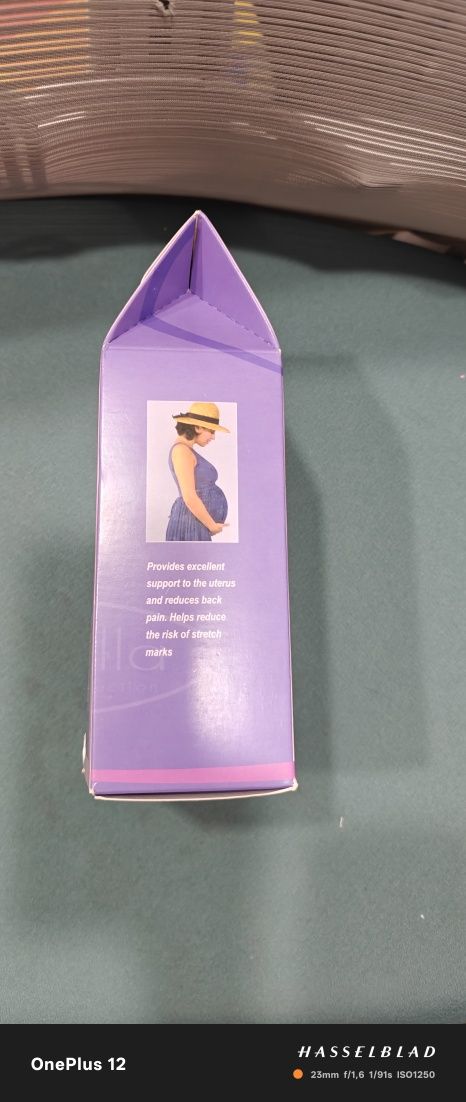 Provides excellent
support to the uterus
and reduces back
pain. Helps reduce
the risk of stretch
marks
OnePlus 12
HASSELBLAD
23mm f/1,6 1/91s ISO1250